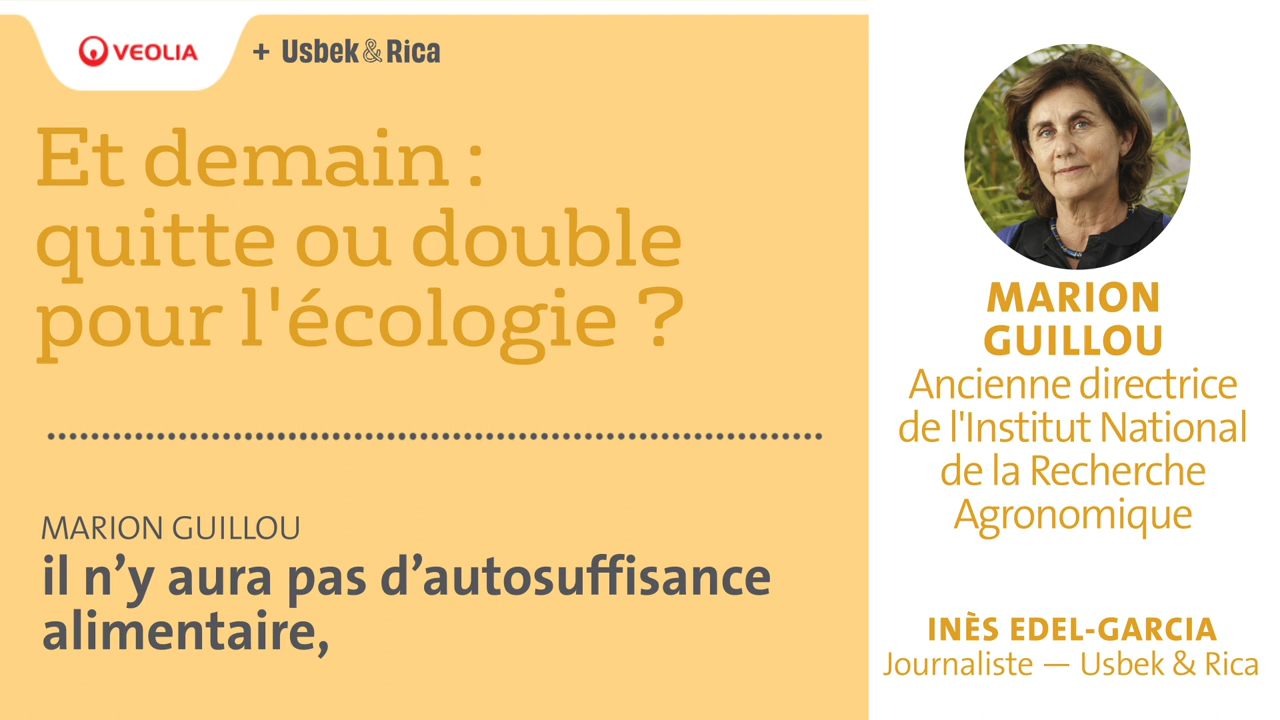 VEOLIA + Usbek & Rica
Et demain :
quitte ou double
pour l'écologie ?
MARION GUILLOU
il n’y aura pas d’autosuffisance
alimentaire,
MARION
GUILLOU
Ancienne directrice
de l'Institut National
de la Recherche
Agronomique
INÈS EDEL-GARCIA
Journaliste — Usbek & Rica